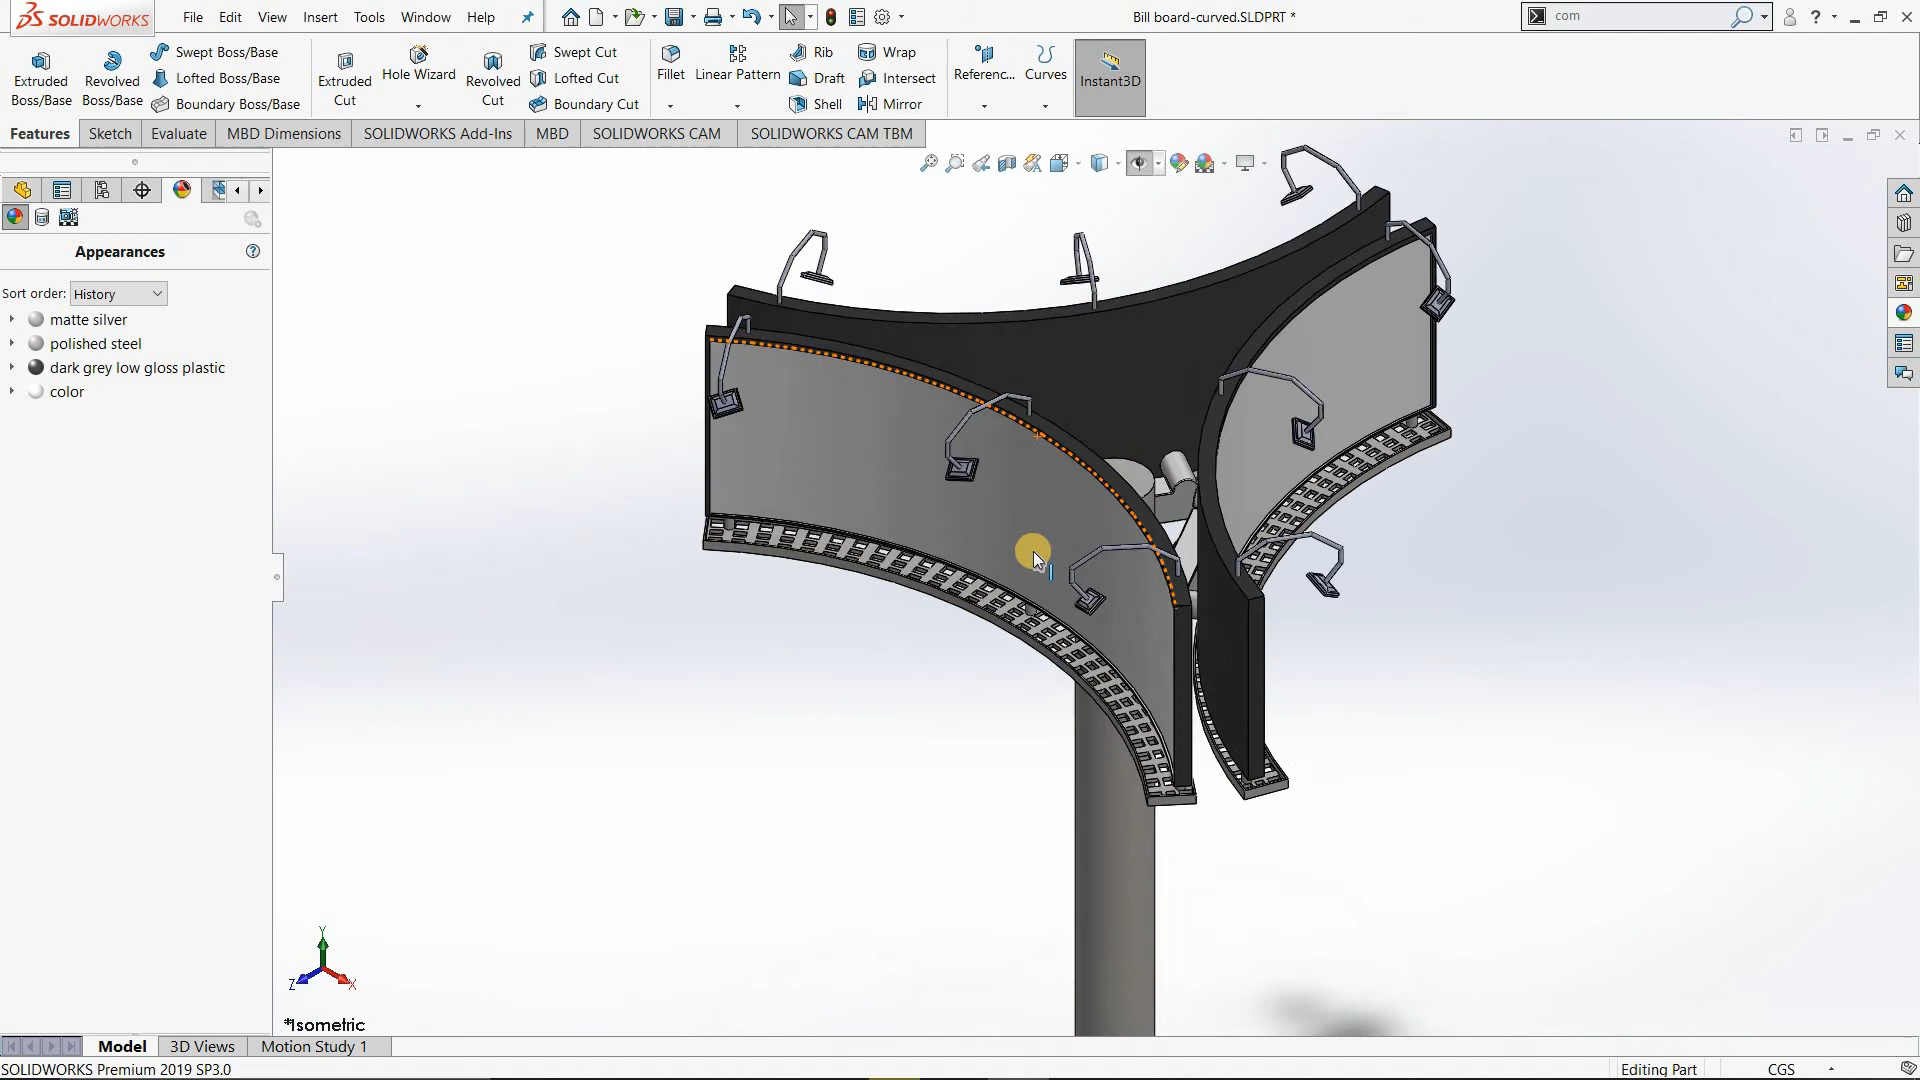 SOLIDWORKS File Edit View Insert Tools Window Help Bill board-curved.SLDPRT * com
Extruded Boss/Base
Revolved Boss/Base
Swept Boss/Base
Lofted Boss/Base
Boundary Boss/Base
Extruded Cut
Hole Wizard
Revolved Cut
Swept Cut
Lofted Cut
Boundary Cut
Fillet
Linear Pattern
Rib
Draft
Shell
Wrap
Intersect
Mirror
Referenc...
Curves
Instant3D
Features Sketch Evaluate MBD Dimensions SOLIDWORKS Add-Ins MBD SOLIDWORKS CAM SOLIDWORKS CAM TBM
Appearances
Sort order: History
matte silver
polished steel
dark grey low gloss plastic
color
Y
Z X
*Isometric
Model 3D Views Motion Study 1
SOLIDWORKS Premium 2019 SP3.0 Editing Part CGS